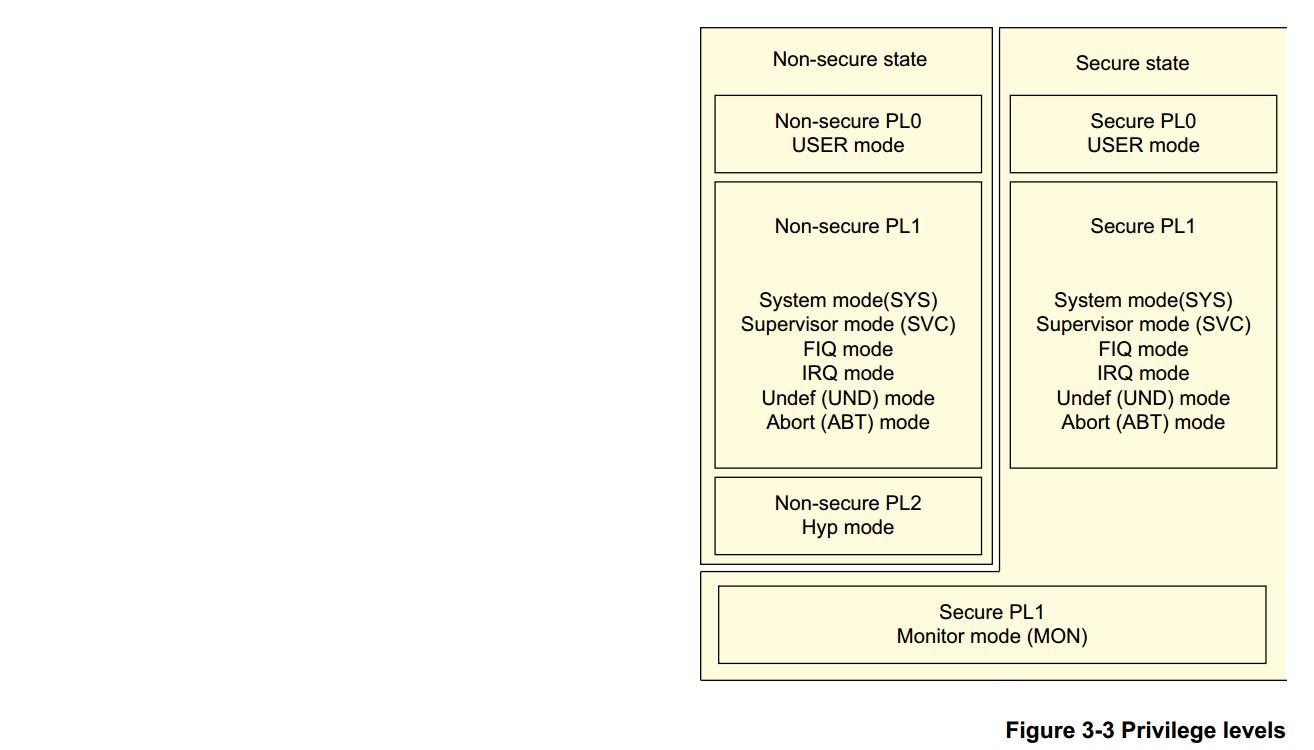 Non-secure state
Non-secure PL0
USER mode
Non-secure PL1
System mode(SYS)
Supervisor mode (SVC)
FIQ mode
IRQ mode
Undef (UND) mode
Abort (ABT) mode
Non-secure PL2
Hyp mode
Secure state
Secure PL0
USER mode
Secure PL1
System mode(SYS)
Supervisor mode (SVC)
FIQ mode
IRQ mode
Undef (UND) mode
Abort (ABT) mode
Secure PL1
Monitor mode (MON)
Figure 3-3 Privilege levels